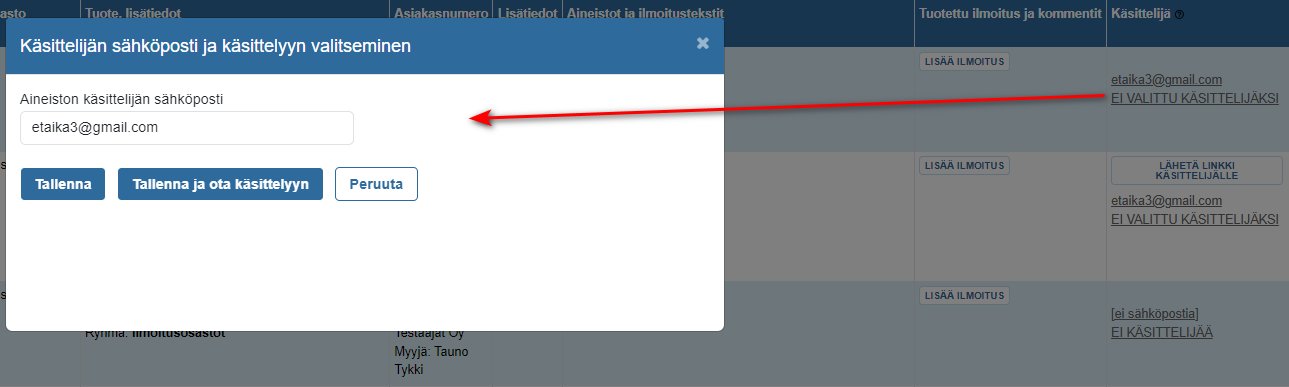 asto
Tuote, lisätiedot
Asiakasnumero
Lisätiedot
Aineistot ja ilmoitustekstit
Tuotettu ilmoitus ja kommentit
Käsittelijä
Käsittelijän sähköposti ja käsittelyyn valitseminen
Aineiston käsittelijän sähköposti
etaika3@gmail.com
Tallenna
Tallenna ja ota käsittelyyn
Peruuta
LISÄÄ ILMOITUS
etaika3@gmail.com
EI VALITTU KÄSITTELIJÄKSI
LISÄÄ ILMOITUS
LÄHETÄ LINKKI
KÄSITTELIJÄLLE
etaika3@gmail.com
EI VALITTU KÄSITTELIJÄKSI
LISÄÄ ILMOITUS
[ei sähköpostia]
EI KÄSITTELIJÄÄ
Ryhmä: Ilmoitusosastot
Testaajat Oy
Myyjä: Tauno
Tykki